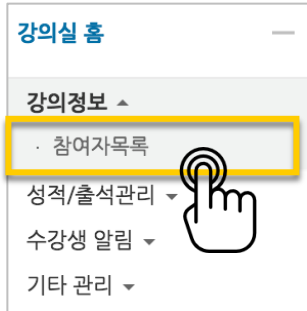 강의실 홈
강의정보
· 참여자목록
성적/출석관리
수강생 알림
기타 관리